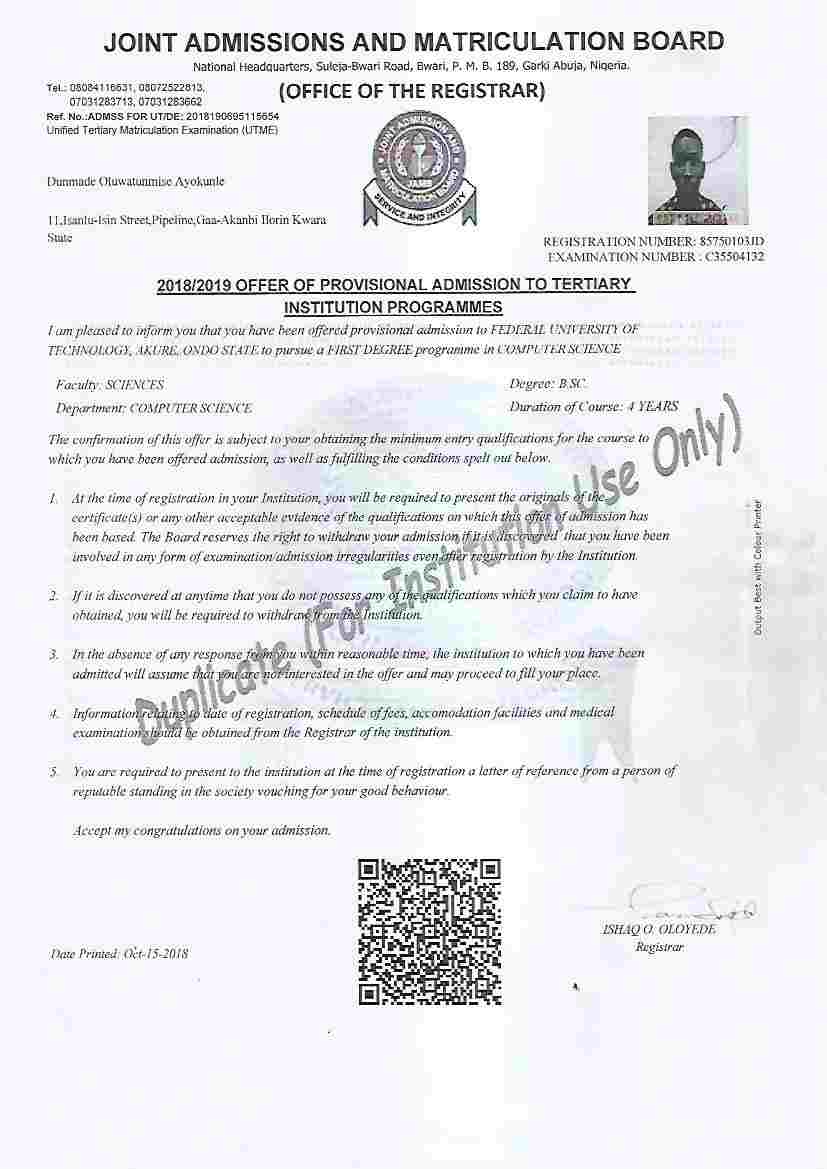 JOINT ADMISSIONS AND MATRICULATION BOARD
National Headquarters, Suleja-Bwari Road, Bwari, P. M. B. 189, Garki Abuja, Nigeria.
(OFFICE OF THE REGISTRAR)
Tel.: 08084116631, 08072522813,
07031283713, 07031283662
Ref. No.:ADMSS FOR UT/DE: 2018190695115654
Unified Tertiary Matriculation Examination (UTME)
JOINT ADMISSION AND
MATRICULATION BOARD
JAMB
SERVICE AND INTEGRITY
Dunmade Oluwatunmise Ayokunle
11,Isanlu-Isin Street,Pipeline,Gaa-Akanbi Ilorin Kwara
State
REGISTRATION NUMBER: 85750103JD
EXAMINATION NUMBER : C35504132
2018/2019 OFFER OF PROVISIONAL ADMISSION TO TERTIARY
INSTITUTION PROGRAMMES
I am pleased to inform you that you have been offered provisional admission to FEDERAL UNIVERSITY OF
TECHNOLOGY, AKURE, ONDO STATE to pursue a FIRST DEGREE programme in COMPUTER SCIENCE
Faculty: SCIENCES
Degree: B.SC.
Department: COMPUTER SCIENCE
Duration of Course: 4 YEARS
The confirmation of this offer is subject to your obtaining the minimum entry qualifications for the course to
which you have been offered admission, as well as fulfilling the conditions spelt out below.
1. At the time of registration in your Institution, you will be required to present the originals of the
certificate(s) or any other acceptable evidence of the qualifications on which this offer of admission has
been based. The Board reserves the right to withdraw your admission if it is discovered that you have been
involved in any form of examination/admission irregularities even after registration by the Institution.
2. If it is discovered at anytime that you do not possess any of the qualifications which you claim to have
obtained, you will be required to withdraw from the Institution.
3. In the absence of any response from you within reasonable time, the institution to which you have been
admitted will assume that you are not interested in the offer and may proceed to fill your place.
4. Information relating to date of registration, schedule of fees, accomodation facilities and medical
examination should be obtained from the Registrar of the institution.
5. You are required to present to the institution at the time of registration a letter of reference from a person of
reputable standing in the society vouching for your good behaviour.
Accept my congratulations on your admission.
Duplicate (For Institution Use Only)
Output Best with Colour Printer
ISHAQ O. OLOYEDE
Registrar
Date Printed: Oct-15-2018